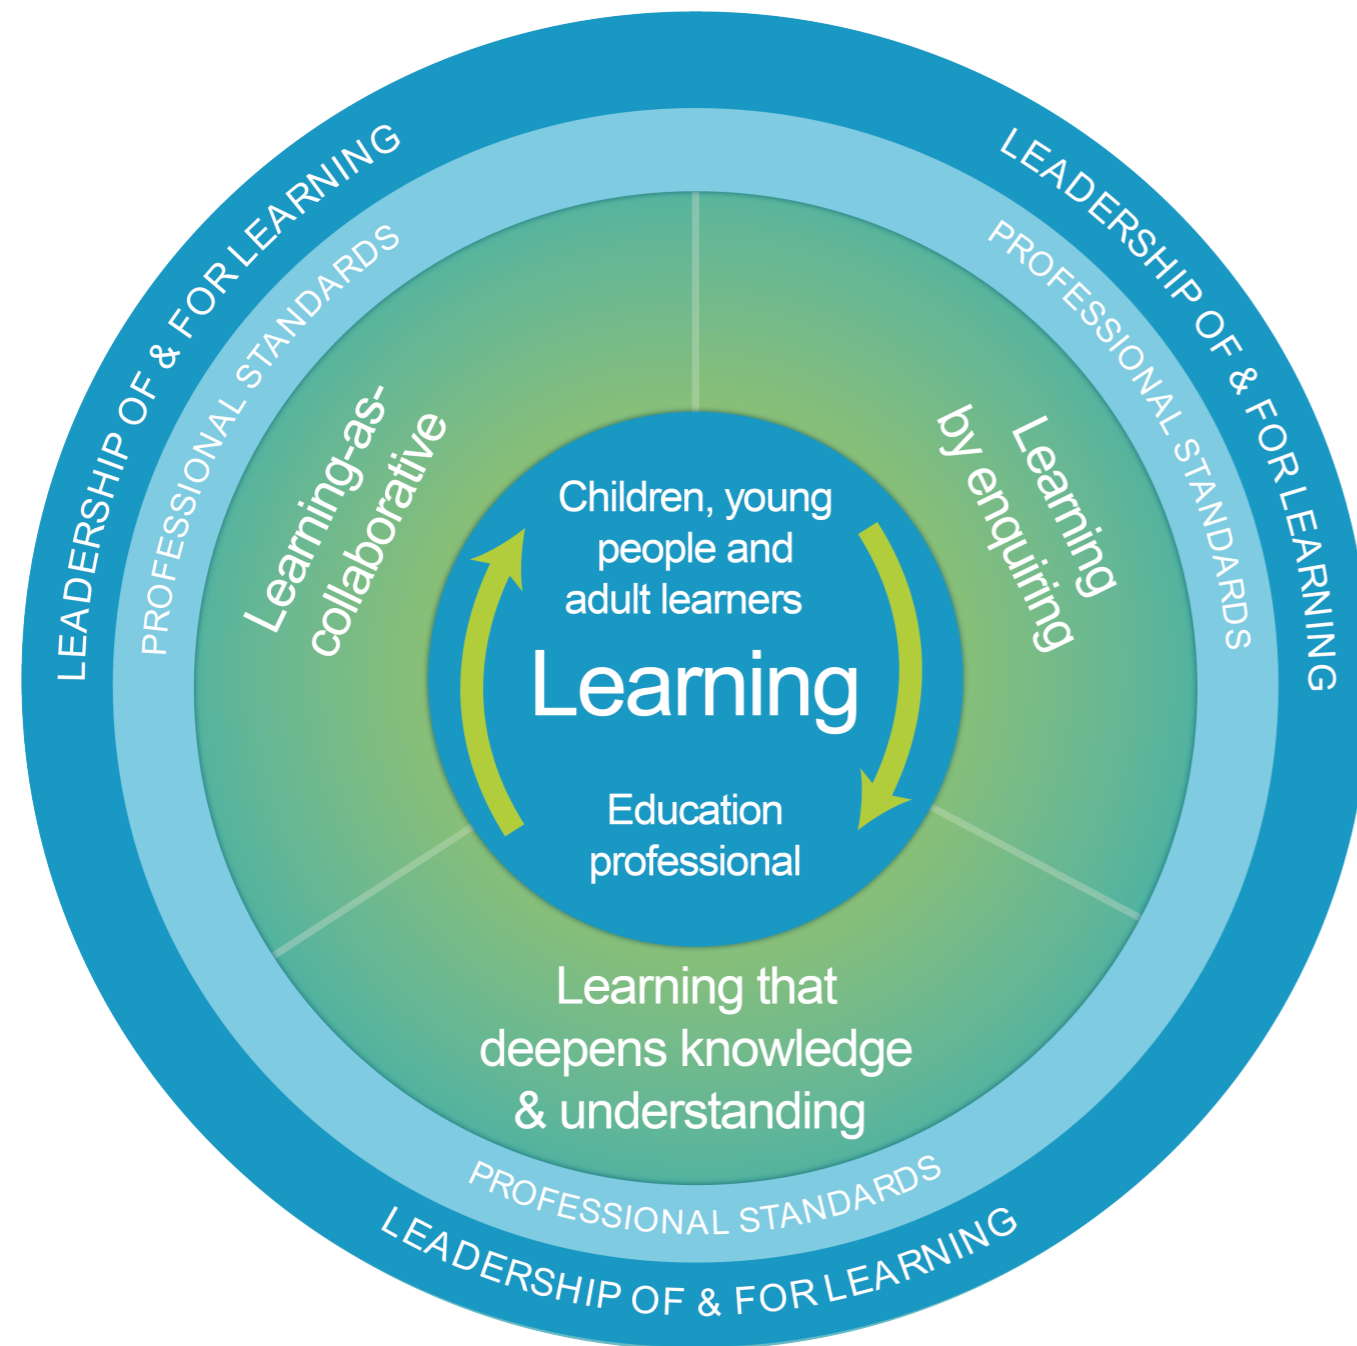 LEADERSHIP OF & FOR LEARNING
LEADERSHIP OF & FOR LEARNING
PROFESSIONAL STANDARDS
PROFESSIONAL STANDARDS
Learning-as-
collaborative
Learning
by enquiring
Children, young
people and
adult learners
Learning
Education
professional
Learning that
deepens knowledge
& understanding
PROFESSIONAL STANDARDS
LEADERSHIP OF & FOR LEARNING